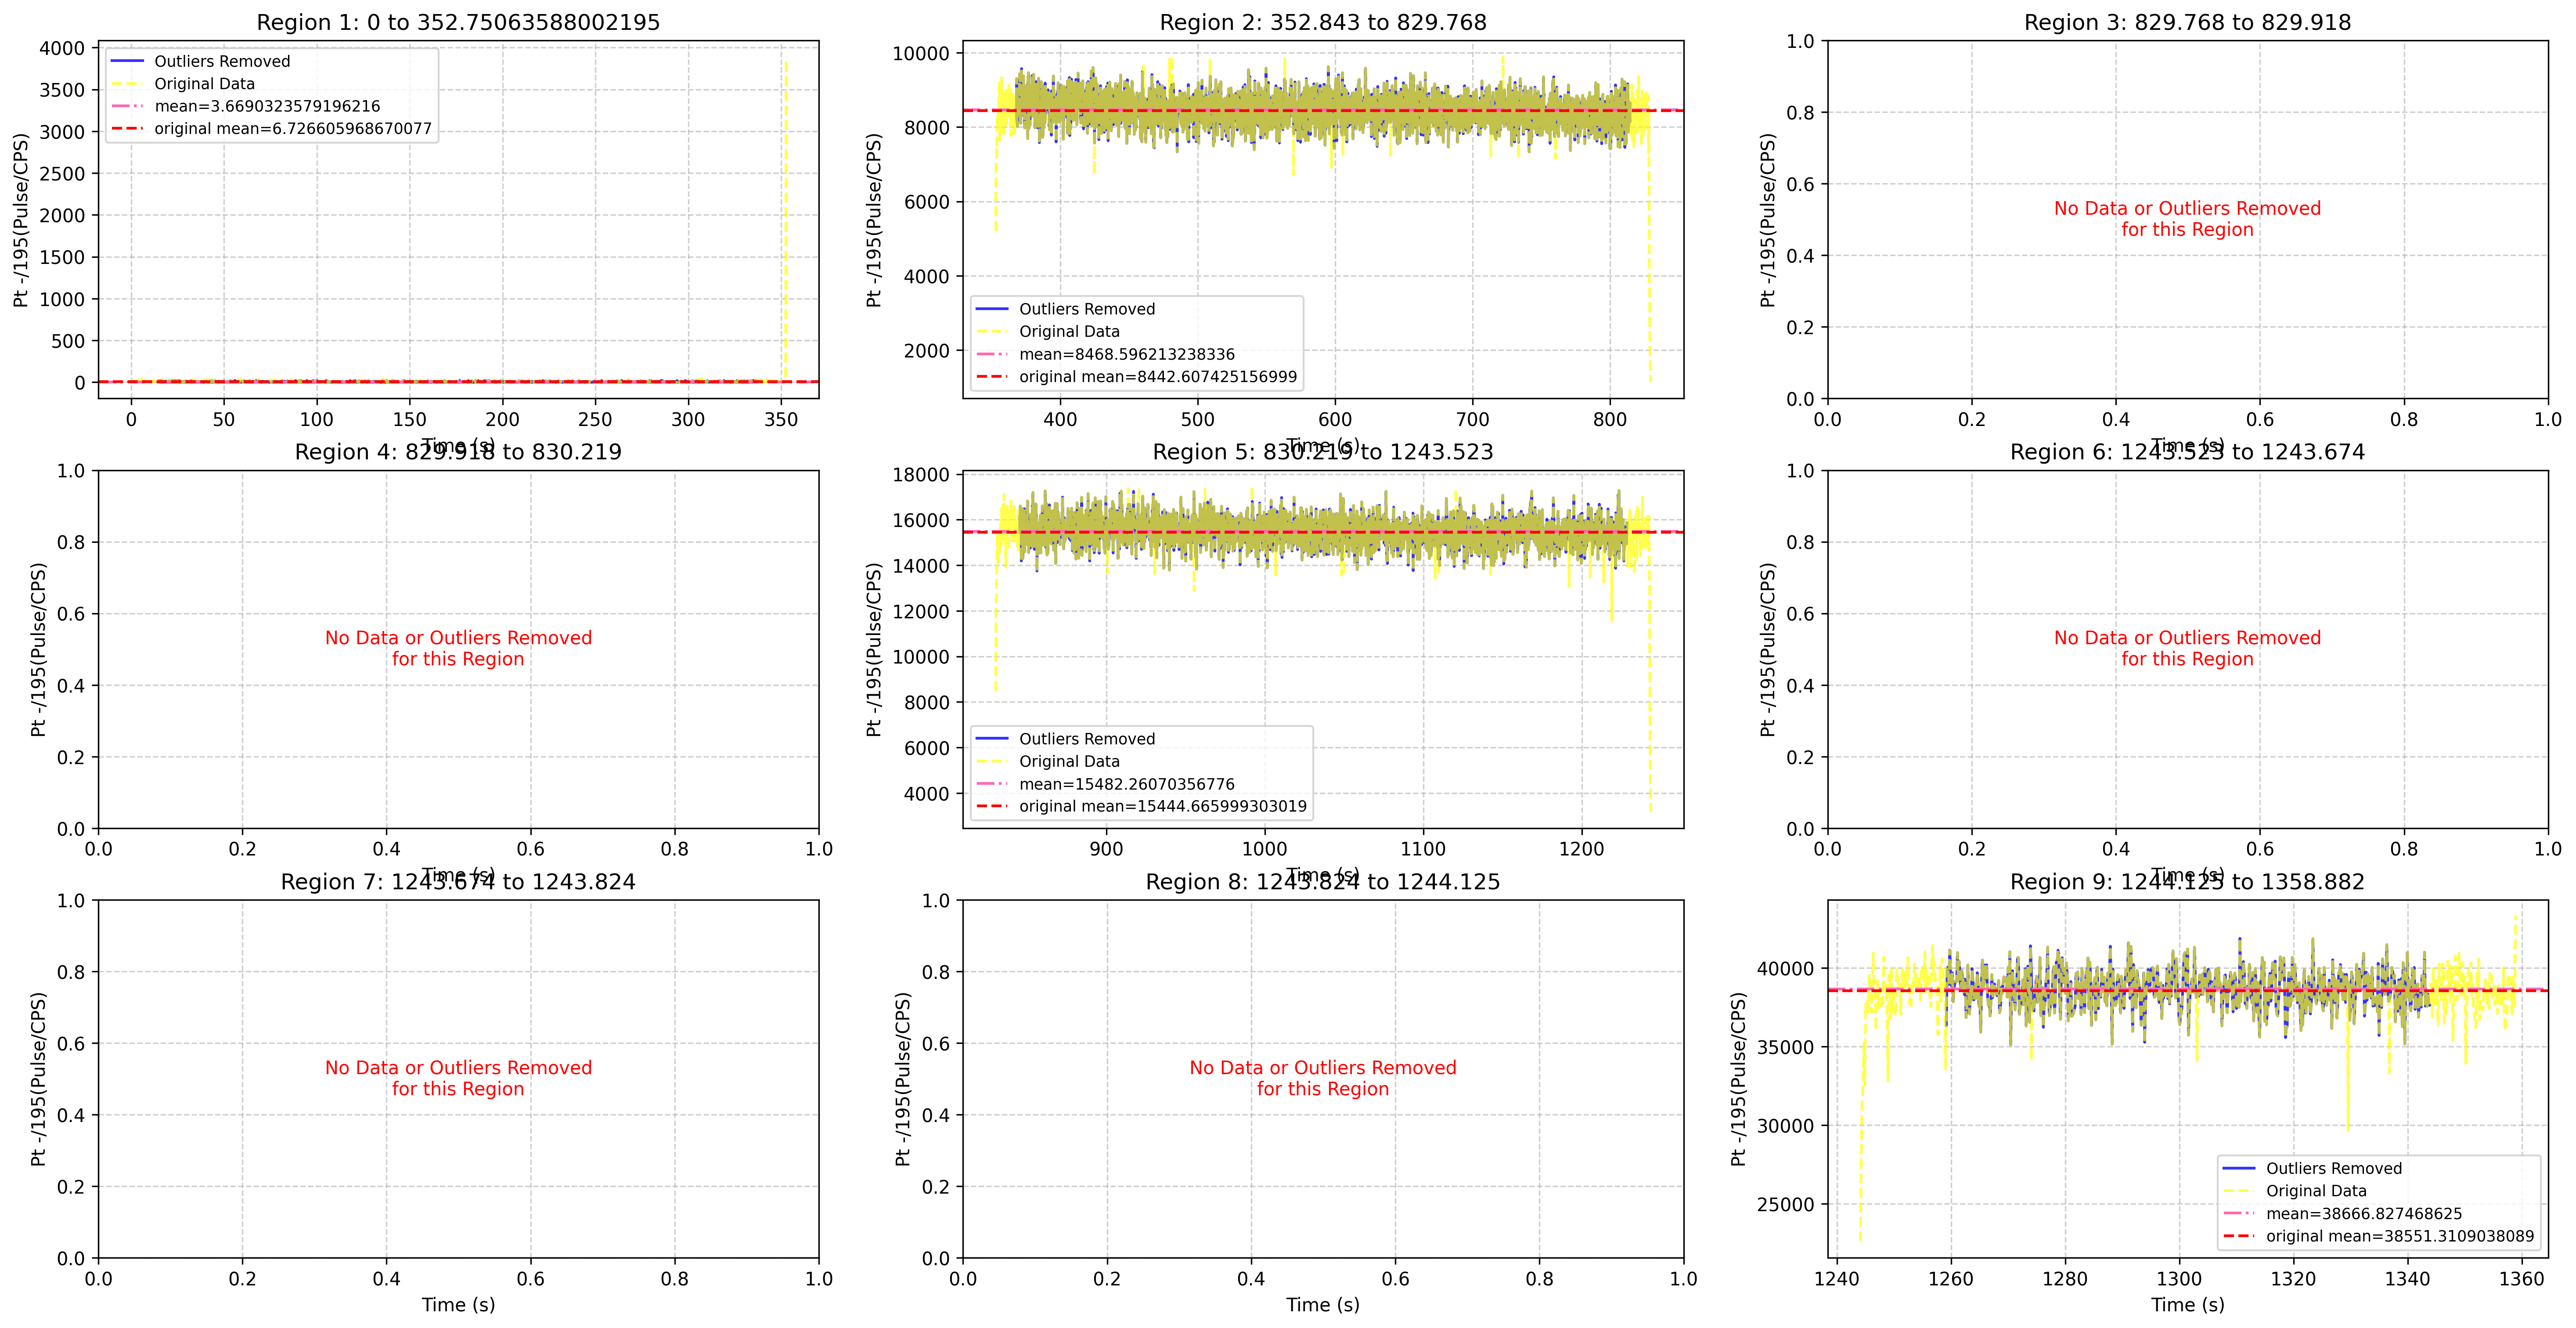 Region 1: 0 to 352.75063588002195
Pt -/195(Pulse/CPS)
4000
3500
3000
2500
2000
1500
1000
500
0
Outliers Removed
Original Data
mean=3.6690323579196216
original mean=6.726605968670077
0 50 100 150 200 250 300 350
Time (s)
Region 2: 352.843 to 829.768
Pt -/195(Pulse/CPS)
10000
8000
6000
4000
2000
Outliers Removed
Original Data
mean=8468.596213238336
original mean=8442.607425156999
400 500 600 700 800
Time (s)
Region 3: 829.768 to 829.918
Pt -/195(Pulse/CPS)
1.0
0.8
0.6
0.4
0.2
0.0
No Data or Outliers Removed
for this Region
0.0 0.2 0.4 0.6 0.8 1.0
Time (s)
Region 4: 829.918 to 830.219
Pt -/195(Pulse/CPS)
1.0
0.8
0.6
0.4
0.2
0.0
No Data or Outliers Removed
for this Region
0.0 0.2 0.4 0.6 0.8 1.0
Time (s)
Region 5: 830.219 to 1243.523
Pt -/195(Pulse/CPS)
18000
16000
14000
12000
10000
8000
6000
4000
Outliers Removed
Original Data
mean=15482.26070356776
original mean=15444.665999303019
900 1000 1100 1200
Time (s)
Region 6: 1243.523 to 1243.674
Pt -/195(Pulse/CPS)
1.0
0.8
0.6
0.4
0.2
0.0
No Data or Outliers Removed
for this Region
0.0 0.2 0.4 0.6 0.8 1.0
Time (s)
Region 7: 1243.674 to 1243.824
Pt -/195(Pulse/CPS)
1.0
0.8
0.6
0.4
0.2
0.0
No Data or Outliers Removed
for this Region
0.0 0.2 0.4 0.6 0.8 1.0
Time (s)
Region 8: 1243.824 to 1244.125
Pt -/195(Pulse/CPS)
1.0
0.8
0.6
0.4
0.2
0.0
No Data or Outliers Removed
for this Region
0.0 0.2 0.4 0.6 0.8 1.0
Time (s)
Region 9: 1244.125 to 1358.882
Pt -/195(Pulse/CPS)
40000
35000
30000
25000
Outliers Removed
Original Data
mean=38666.827468625
original mean=38551.3109038089
1240 1260 1280 1300 1320 1340 1360
Time (s)